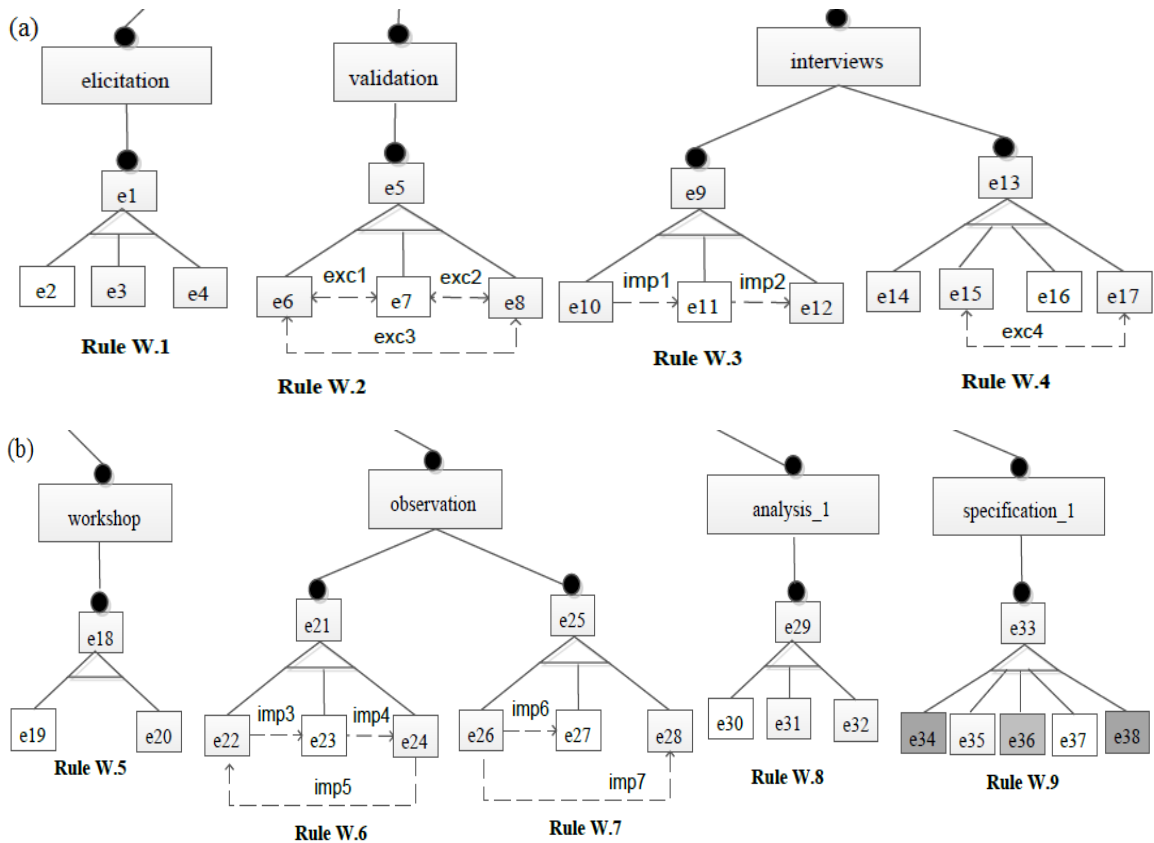 (a)
elicitation
validation
interviews
e1
e5
e9
e13
e2
e3
e4
e6
exc1
e7
exc2
e8
exc3
e10
imp1
e11
imp2
e12
e14
e15
e16
e17
exc4
Rule W.1
Rule W.2
Rule W.3
Rule W.4
(b)
workshop
observation
analysis_1
specification_1
e18
e21
e25
e29
e33
e19
e20
e22
imp3
e23
imp4
e24
imp5
e26
imp6
e27
e28
imp7
e30
e31
e32
e34
e35
e36
e37
e38
Rule W.5
Rule W.6
Rule W.7
Rule W.8
Rule W.9